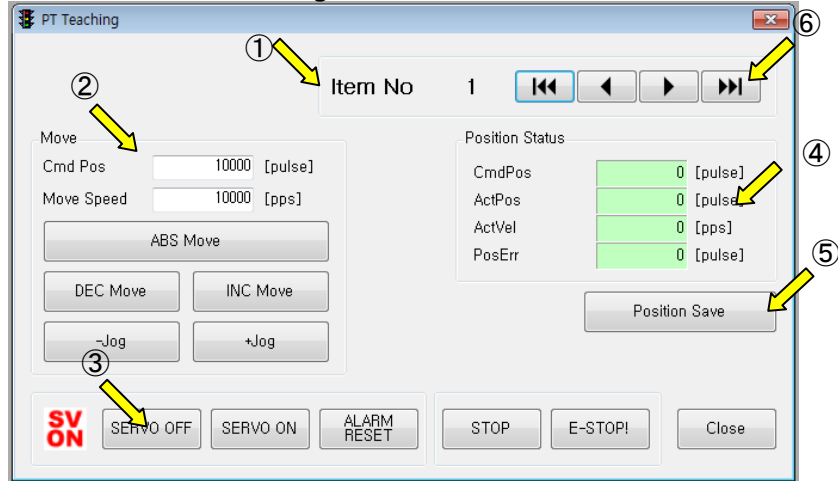 PT Teaching
①
⑥
Item No 1
②
Move
Cmd Pos 10000 [pulse]
Move Speed 10000 [pps]
ABS Move
DEC Move INC Move
-Jog +Jog
Position Status
④
CmdPos 0 [pulse]
ActPos 0 [pulse]
ActVel 0 [pps]
PosErr 0 [pulse]
⑤
Position Save
③
SV
ON
SERVO OFF SERVO ON ALARM
RESET
STOP E-STOP! Close